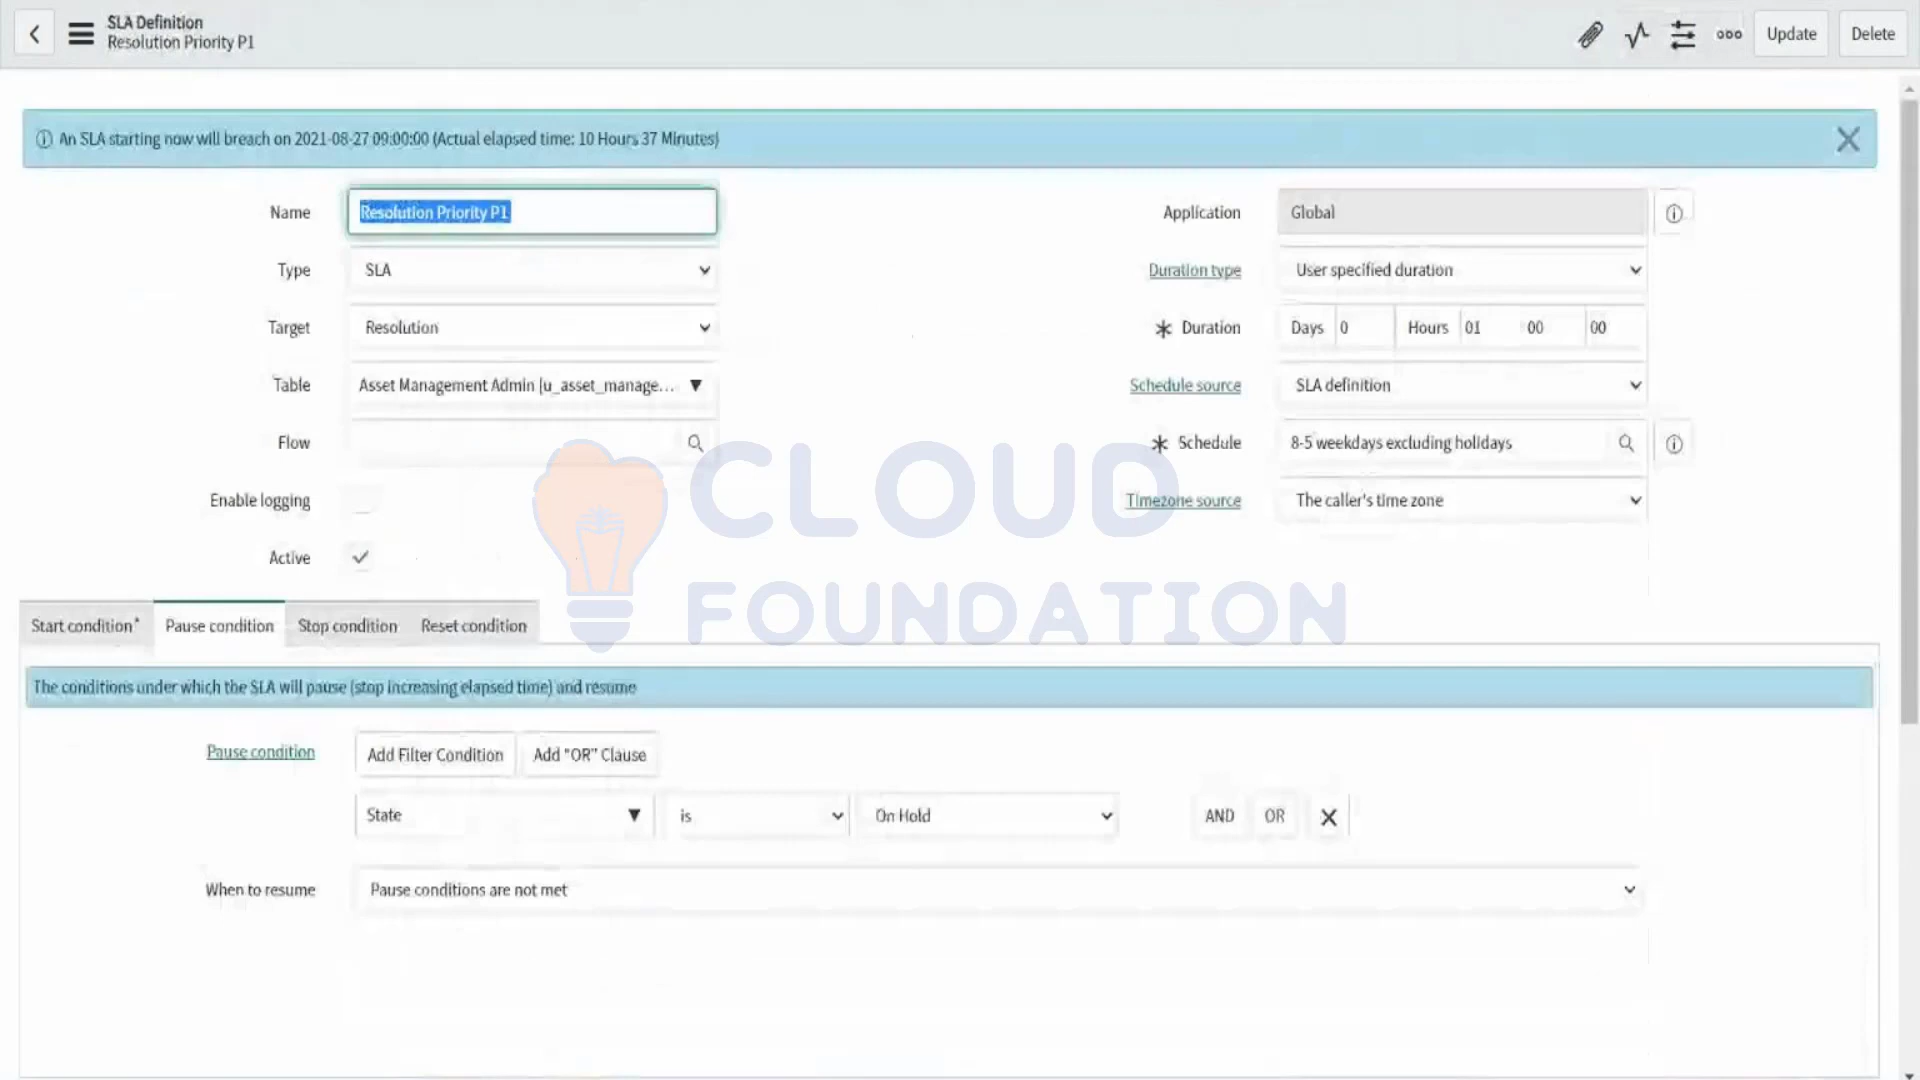 SLA Definition
Resolution Priority P1
Update
Delete
An SLA starting now will breach on 2021-08-27 09:00:00 (Actual elapsed time: 10 Hours 37 Minutes)
Name
Resolution Priority P1
Application
Global
Type
SLA
Duration type
User specified duration
Target
Resolution
Duration
Days 0 Hours 01 00 00
Table
Asset Management Admin [u_asset_manage...
Schedule source
SLA definition
Flow
Schedule
8-5 weekdays excluding holidays
Enable logging
Timezone source
The caller's time zone
Active
CLOUD
FOUNDATION
Start condition*
Pause condition
Stop condition
Reset condition
The conditions under which the SLA will pause (stop increasing elapsed time) and resume
Pause condition
Add Filter Condition
Add "OR" Clause
State
is
On Hold
AND
OR
When to resume
Pause conditions are not met